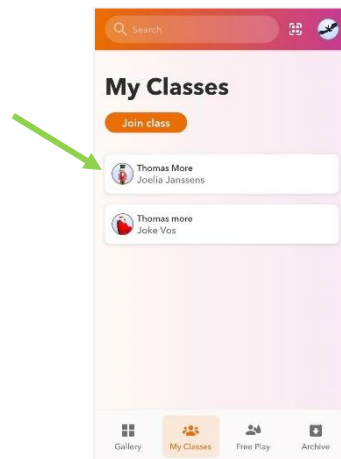 Search
My Classes
Join class
Thomas More
Joelia Janssens
Thomas more
Joke Vos
Gallery
My Classes
Free Play
Archive